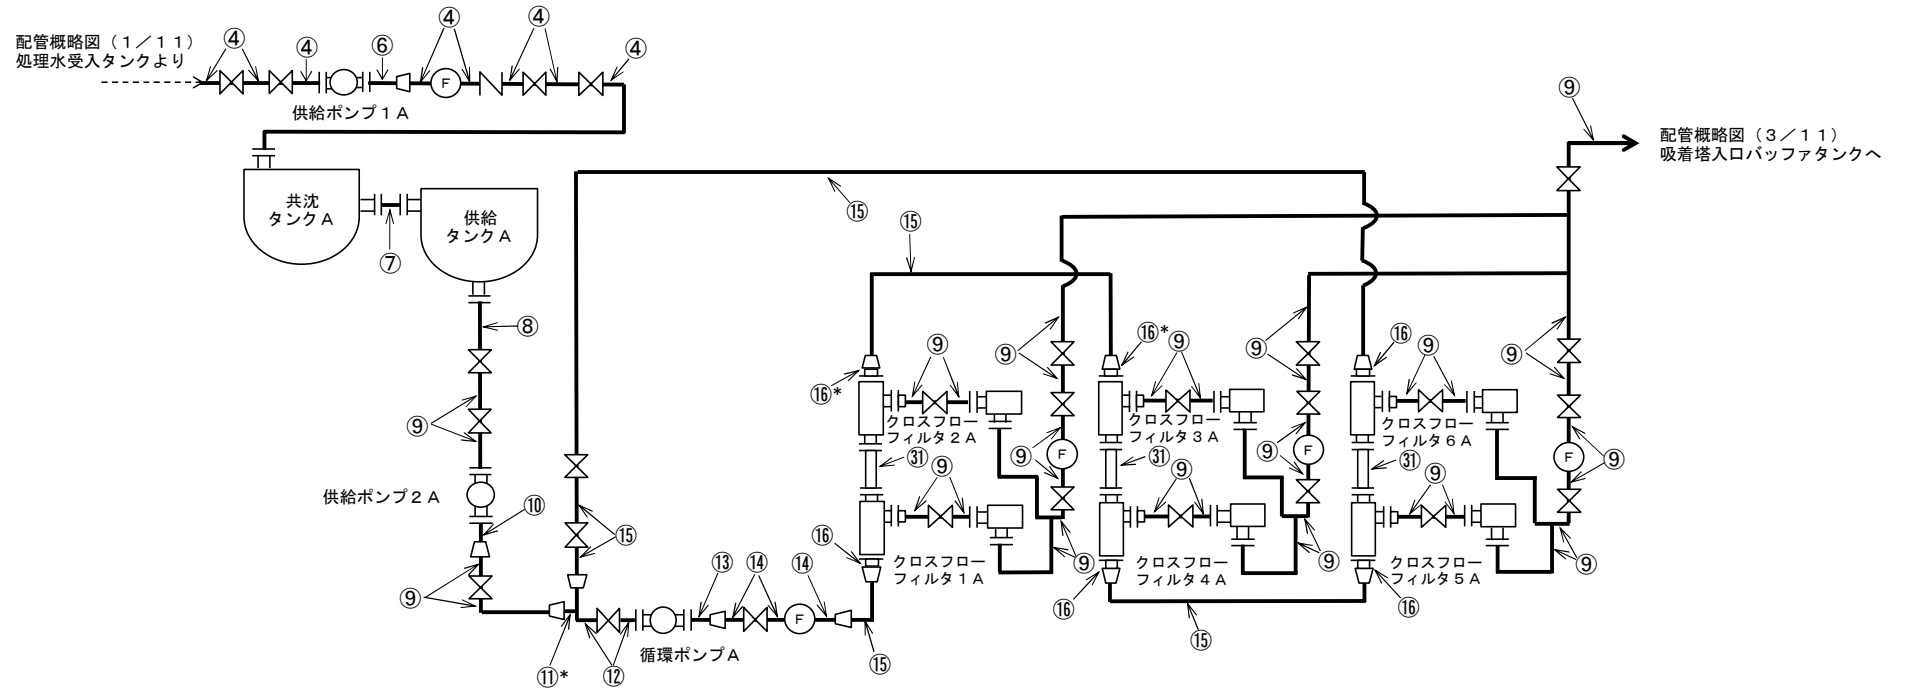 ④
④
④
④
④
⑥
配管概略図（１／１１）
処理水受入タンクより
F
供給ポンプ１Ａ
⑨
配管概略図（３／１１）
吸着塔入口バッファタンクへ
共沈
タンクＡ
供給
タンクＡ
⑦
⑮
⑮
⑧
⑨
⑯*
⑨
⑨
⑯*
⑨
⑨
⑯
⑨
⑨
クロスフロー
フィルタ２Ａ
クロスフロー
フィルタ３Ａ
クロスフロー
フィルタ６Ａ
⑨
㉛
⑨
F
㉛
⑨
F
㉛
F
⑨
⑨
⑨
⑨
供給ポンプ２Ａ
⑩
⑮
⑯
クロスフロー
フィルタ１Ａ
⑨
クロスフロー
フィルタ４Ａ
⑨
クロスフロー
フィルタ５Ａ
⑨
⑨
⑬
⑭
⑭
⑯
⑯
F
⑮
⑮
循環ポンプＡ
⑪*
⑫